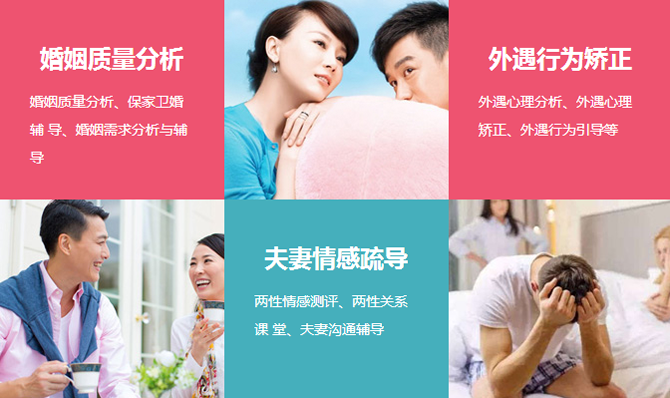 婚姻质量分析
婚姻质量分析、保家卫婚
辅 导、婚姻需求分析与辅
导
外遇行为矫正
外遇心理分析、外遇心理
矫正、外遇行为引导等
夫妻情感疏导
两性情感测评、两性关系
课 堂、夫妻沟通辅导